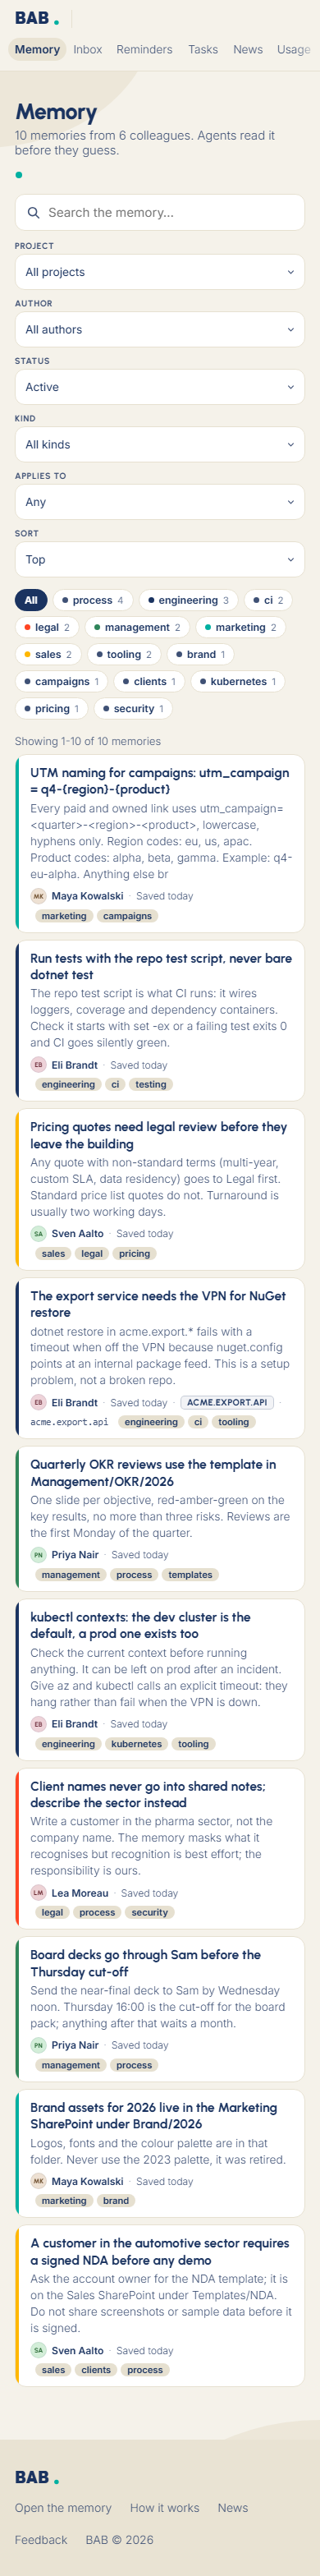 BAB.
Memory Inbox Reminders Tasks News Usage
Memory
10 memories from 6 colleagues. Agents read it
before they guess.
Search the memory...
PROJECT
All projects
AUTHOR
All authors
STATUS
Active
KIND
All kinds
APPLIES TO
Any
SORT
Top
All process 4 engineering 3 ci 2
legal 2 management 2 marketing 2
sales 2 tooling 2 brand 1
campaigns 1 clients 1 kubernetes 1
pricing 1 security 1
Showing 1-10 of 10 memories
UTM naming for campaigns: utm_campaign
= q4-{region}-{product}
Every paid and owned link uses utm_campaign=
<quarter>-<region>-<product>, lowercase,
hyphens only. Region codes: eu, us, apac.
Product codes: alpha, beta, gamma. Example: q4-
eu-alpha. Anything else br
MK Maya Kowalski · Saved today
marketing campaigns
Run tests with the repo test script, never bare
dotnet test
The repo test script is what CI runs: it wires
loggers, coverage and dependency containers.
Check it starts with set -ex or a failing test exits 0
and CI goes silently green.
EB Eli Brandt · Saved today
engineering ci testing
Pricing quotes need legal review before they
leave the building
Any quote with non-standard terms (multi-year,
custom SLA, data residency) goes to Legal first.
Standard price list quotes do not. Turnaround is
usually two working days.
SA Sven Aalto · Saved today
sales legal pricing
The export service needs the VPN for NuGet
restore
dotnet restore in acme.export.* fails with a
timeout when off the VPN because nuget.config
points at an internal package feed. This is a setup
problem, not a broken repo.
EB Eli Brandt · Saved today · ACME.EXPORT.API ·
acme.export.api engineering ci tooling
Quarterly OKR reviews use the template in
Management/OKR/2026
One slide per objective, red-amber-green on the
key results, no more than three risks. Reviews are
the first Monday of the quarter.
PN Priya Nair · Saved today
management process templates
kubectl contexts: the dev cluster is the
default, a prod one exists too
Check the current context before running
anything. It can be left on prod after an incident.
Give az and kubectl calls an explicit timeout: they
hang rather than fail when the VPN is down.
EB Eli Brandt · Saved today
engineering kubernetes tooling
Client names never go into shared notes;
describe the sector instead
Write a customer in the pharma sector, not the
company name. The memory masks what it
recognises but recognition is best effort; the
responsibility is ours.
LM Lea Moreau · Saved today
legal process security
Board decks go through Sam before the
Thursday cut-off
Send the near-final deck to Sam by Wednesday
noon. Thursday 16:00 is the cut-off for the board
pack; anything after that waits a month.
PN Priya Nair · Saved today
management process
Brand assets for 2026 live in the Marketing
SharePoint under Brand/2026
Logos, fonts and the colour palette are in that
folder. Never use the 2023 palette, it was retired.
MK Maya Kowalski · Saved today
marketing brand
A customer in the automotive sector requires
a signed NDA before any demo
Ask the account owner for the NDA template; it is
on the Sales SharePoint under Templates/NDA.
Do not share screenshots or sample data before it
is signed.
SA Sven Aalto · Saved today
sales clients process
BAB.
Open the memory How it works News
Feedback BAB © 2026